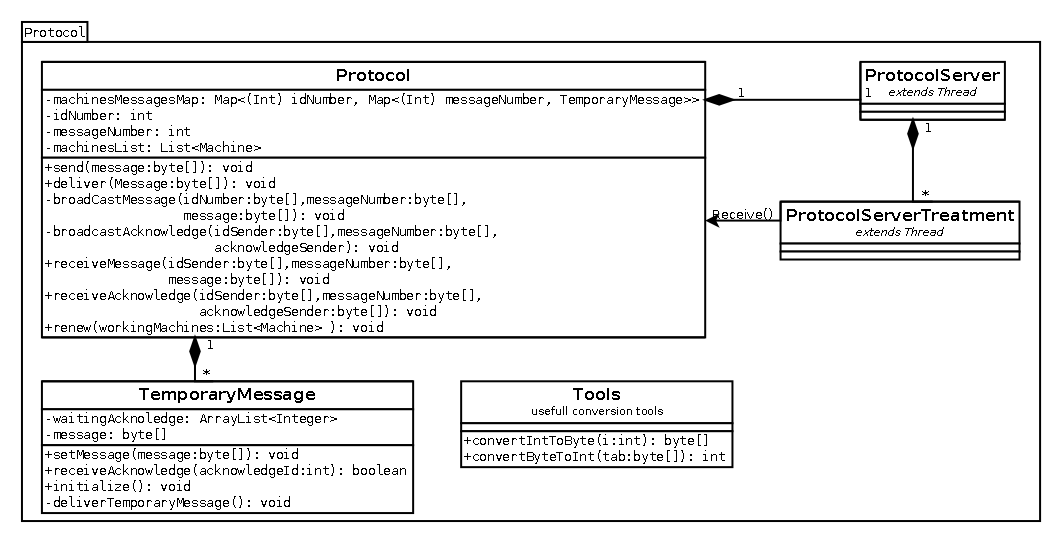 Protocol
Protocol
-machinesMessagesMap: Map<(Int) idNumber, Map<(Int) messageNumber, TemporaryMessage>>
-idNumber: int
-messageNumber: int
-machinesList: List<Machine>
+send(message:byte[]): void
+deliver(Message:byte[]): void
-broadCastMessage(idNumber:byte[],messageNumber:byte[],
message:byte[]): void
-broadcastAcknowledge(idSender:byte[],messageNumber:byte[],
acknowledgeSender): void
+receiveMessage(idSender:byte[],messageNumber:byte[],
message:byte[]): void
+receiveAcknowledge(idSender:byte[],messageNumber:byte[],
acknowledgeSender:byte[]): void
+renew(workingMachines:List<Machine> ): void
1
1
ProtocolServer
extends Thread
1
*
Receive()
ProtocolServerTreatment
extends Thread
1
*
TemporaryMessage
-waitingAcknoledge: ArrayList<Integer>
-message: byte[]
+setMessage(message:byte[]): void
+receiveAcknowledge(acknowledgeId:int): boolean
+initialize(): void
-deliverTemporaryMessage(): void
Tools
usefull conversion tools
+convertIntToByte(i:int): byte[]
+convertByteToInt(tab:byte[]): int